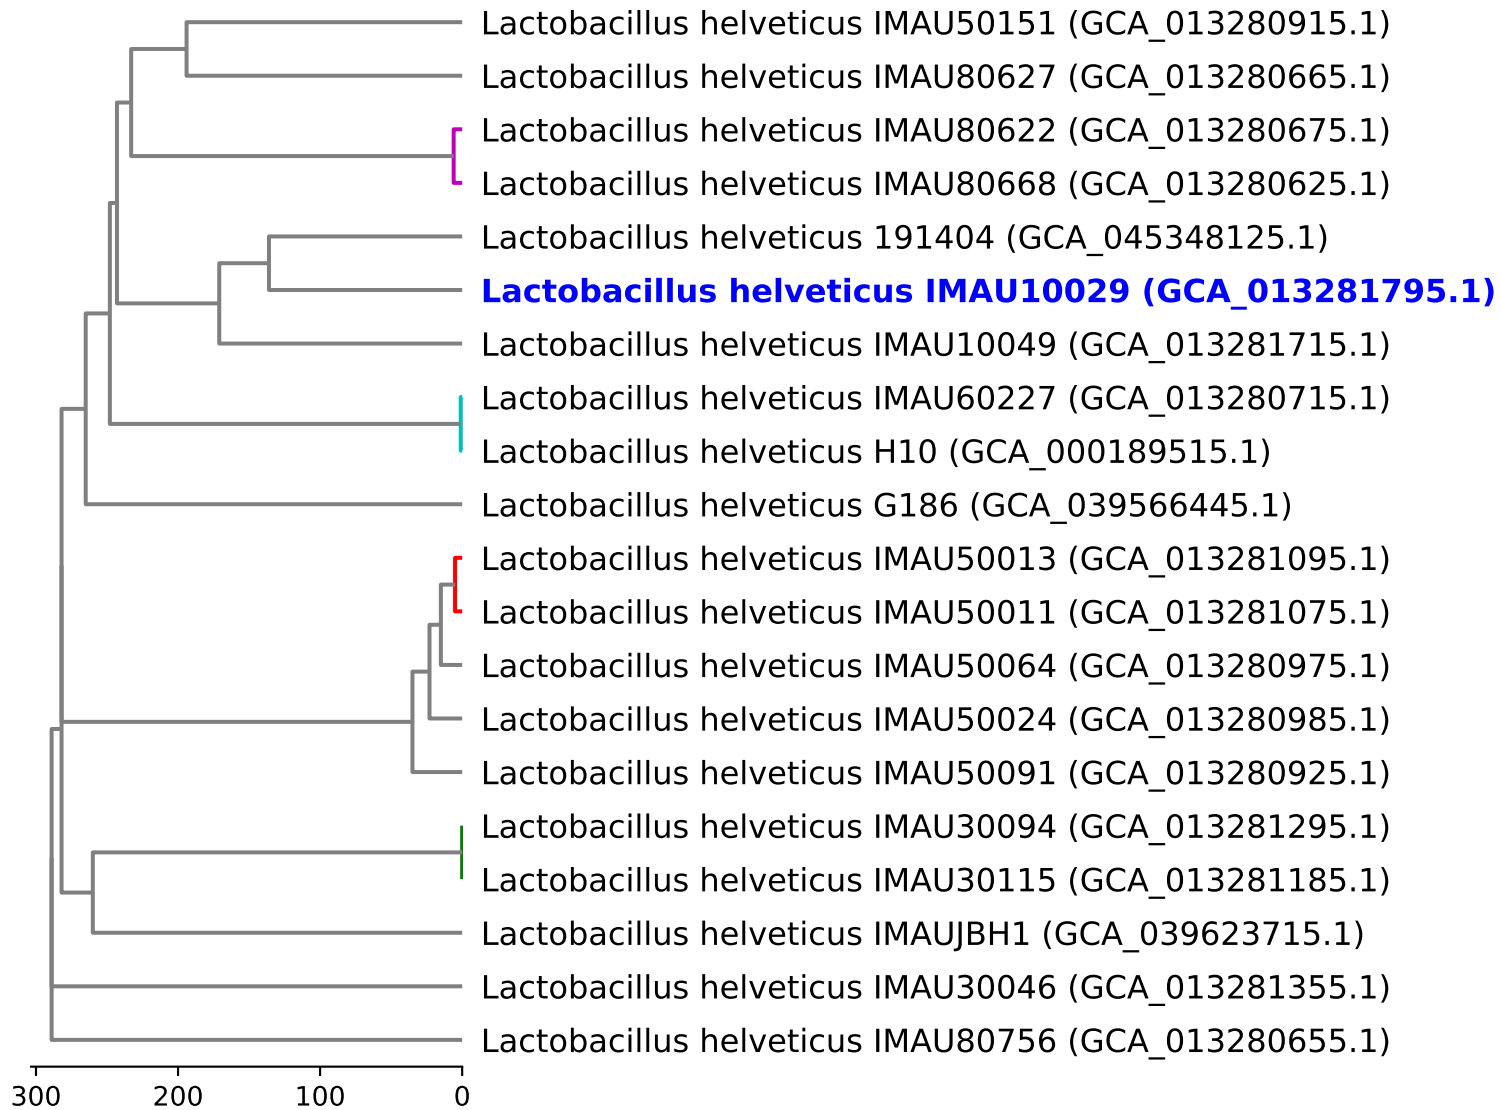 Lactobacillus helveticus IMAU50151 (GCA_013280915.1)
Lactobacillus helveticus IMAU80627 (GCA_013280665.1)
Lactobacillus helveticus IMAU80622 (GCA_013280675.1)
Lactobacillus helveticus IMAU80668 (GCA_013280625.1)
Lactobacillus helveticus 191404 (GCA_045348125.1)
Lactobacillus helveticus IMAU10029 (GCA_013281795.1)
Lactobacillus helveticus IMAU10049 (GCA_013281715.1)
Lactobacillus helveticus IMAU60227 (GCA_013280715.1)
Lactobacillus helveticus H10 (GCA_000189515.1)
Lactobacillus helveticus G186 (GCA_039566445.1)
Lactobacillus helveticus IMAU50013 (GCA_013281095.1)
Lactobacillus helveticus IMAU50011 (GCA_013281075.1)
Lactobacillus helveticus IMAU50064 (GCA_013280975.1)
Lactobacillus helveticus IMAU50024 (GCA_013280985.1)
Lactobacillus helveticus IMAU50091 (GCA_013280925.1)
Lactobacillus helveticus IMAU30094 (GCA_013281295.1)
Lactobacillus helveticus IMAU30115 (GCA_013281185.1)
Lactobacillus helveticus IMAUJBH1 (GCA_039623715.1)
Lactobacillus helveticus IMAU30046 (GCA_013281355.1)
Lactobacillus helveticus IMAU80756 (GCA_013280655.1)
300 200 100 0